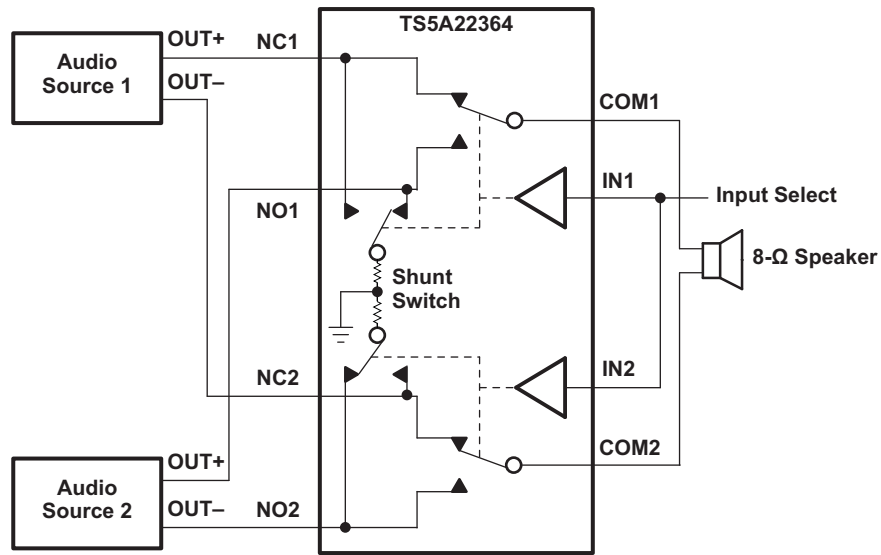 TS5A22364
Audio
Source 1
OUT+
NC1
OUT–
COM1
IN1
Input Select
NO1
8-Ω Speaker
Shunt
Switch
NC2
IN2
COM2
Audio
Source 2
OUT+
OUT–
NO2